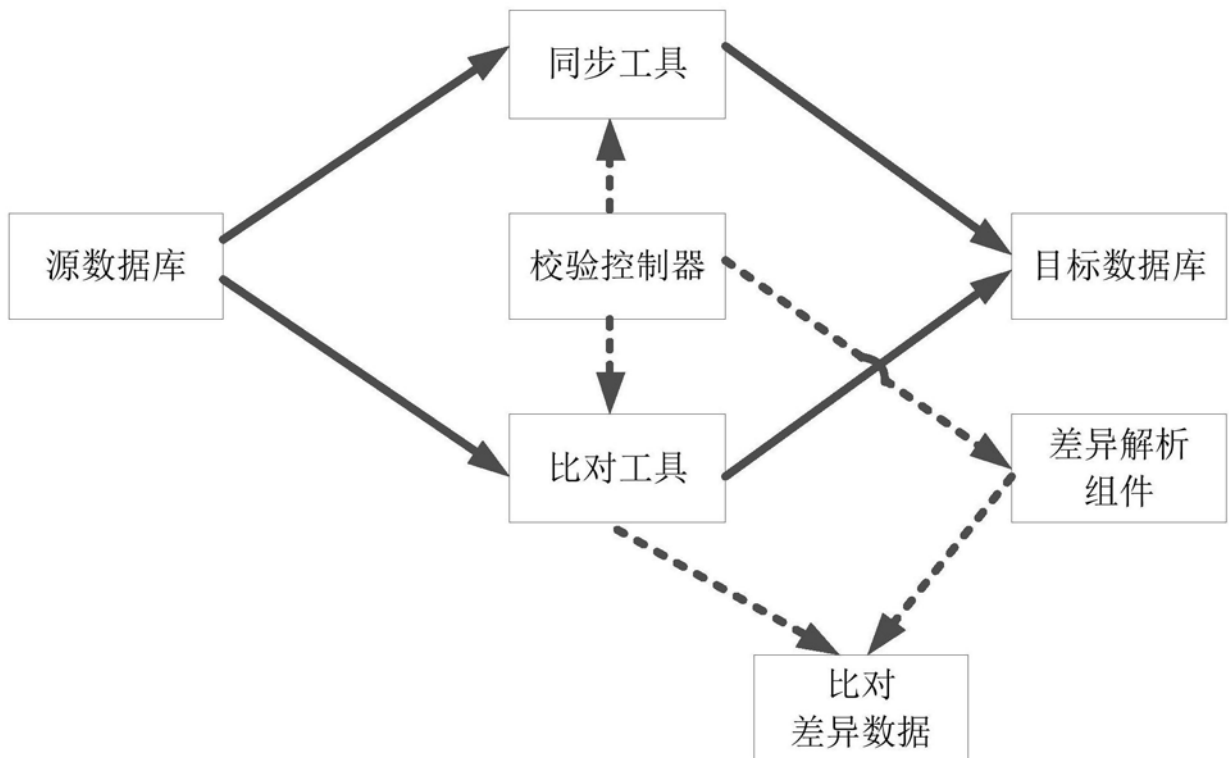 同步工具
源数据库
校验控制器
目标数据库
比对工具
差异解析
组件
比对
差异数据